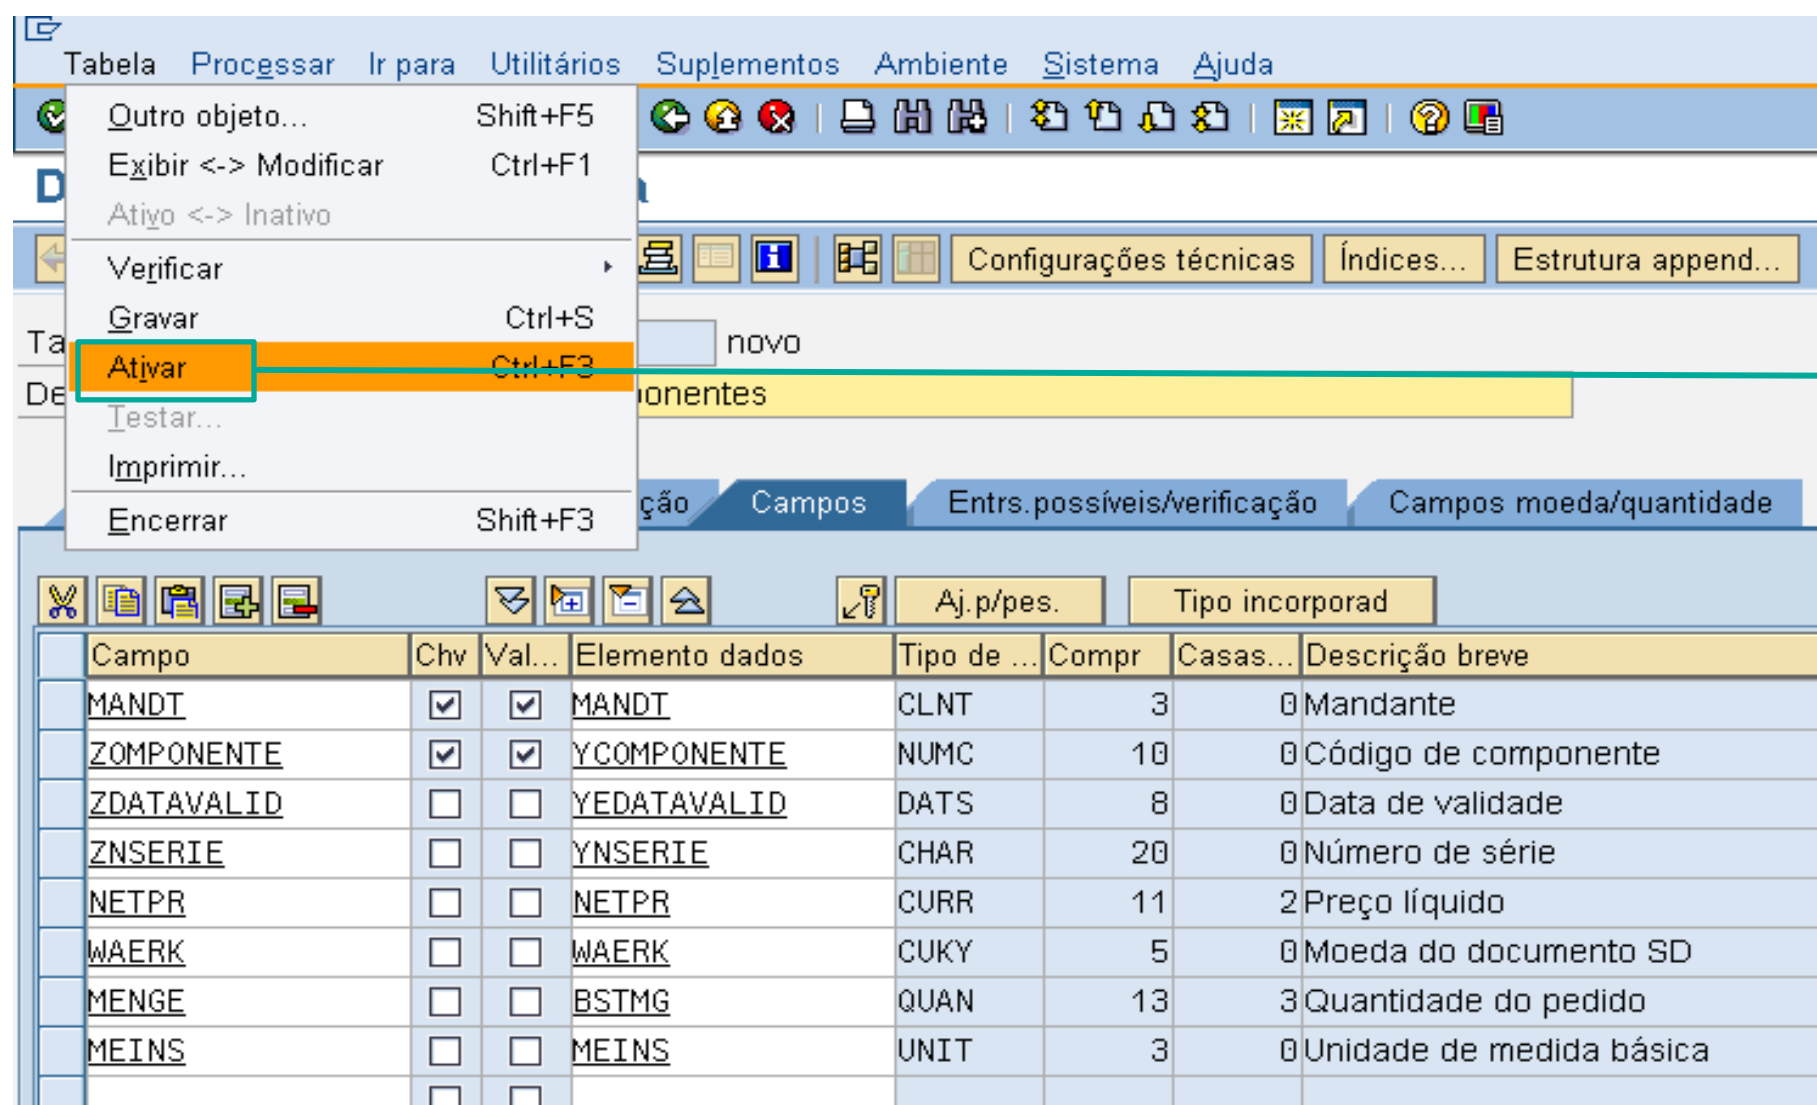 Tabela Processar Ir para Utilitários Suplementos Ambiente Sistema Ajuda
Outro objeto... Shift+F5
Exibir <-> Modificar Ctrl+F1
Ativo <-> Inativo
Verificar
Gravar Ctrl+S
Ativar Ctrl+F3
Testar...
Imprimir...
Encerrar Shift+F3
D a
Configurações técnicas Índices... Estrutura append...
Ta novo
De onentes
ção Campos Entrs.possíveis/verificação Campos moeda/quantidade
Aj.p/pes. Tipo incorporad
Campo Chv Val... Elemento dados Tipo de ... Compr Casas... Descrição breve
MANDT MANDT CLNT 3 0 Mandante
ZOMPONENTE YCOMPONENTE NUMC 10 0 Código de componente
ZDATAVALID YEDATAVALID DATS 8 0 Data de validade
ZNSERIE YNSERIE CHAR 20 0 Número de série
NETPR NETPR CURR 11 2 Preço líquido
WAERK WAERK CUKY 5 0 Moeda do documento SD
MENGE BSTMG QUAN 13 3 Quantidade do pedido
MEINS MEINS UNIT 3 0 Unidade de medida básica